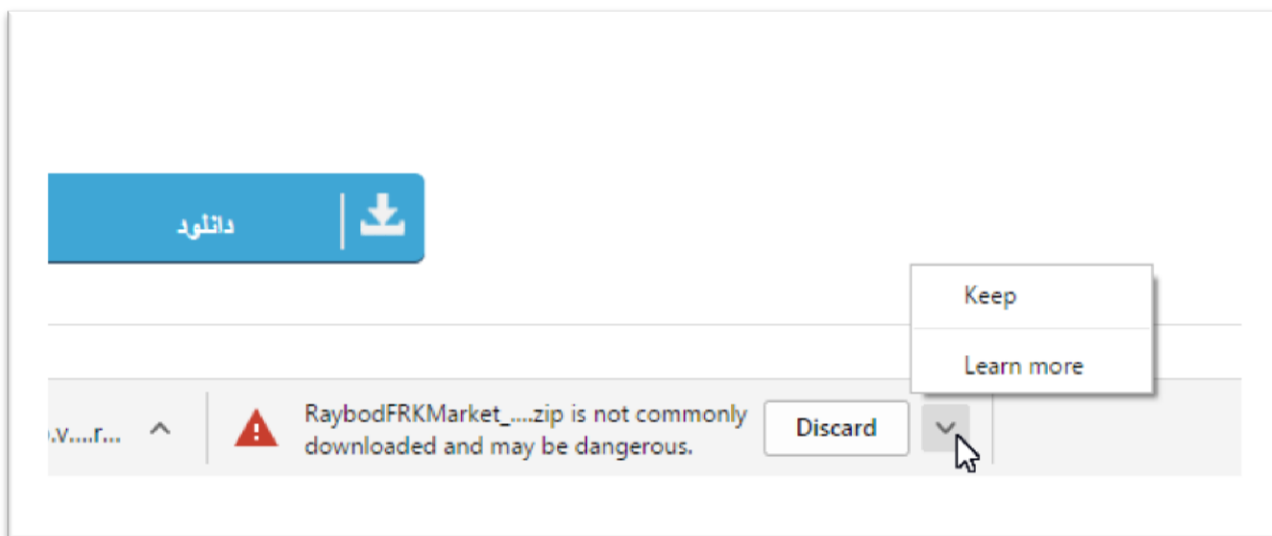 دانلود
Keep
Learn more
.v....r...
RaybodFRKMarket_....zip is not commonly
downloaded and may be dangerous.
Discard